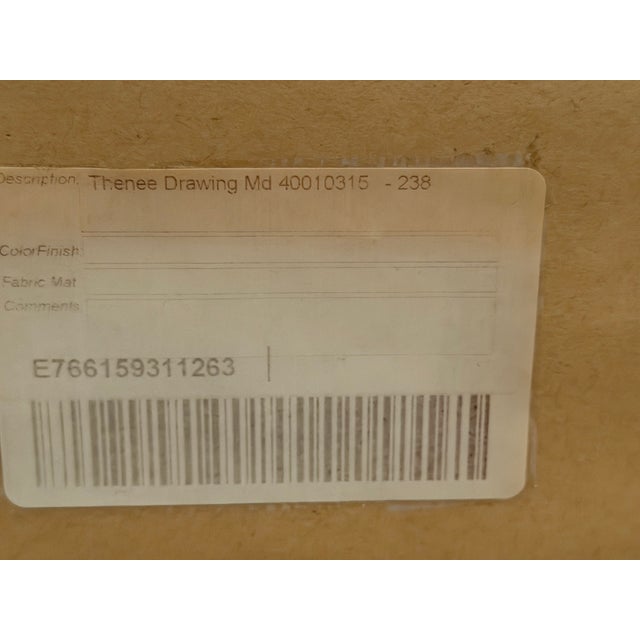 Description: Thenee Drawing Md 40010315 - 238
ColorFinish
Fabric Mat
Comments
E766159311263